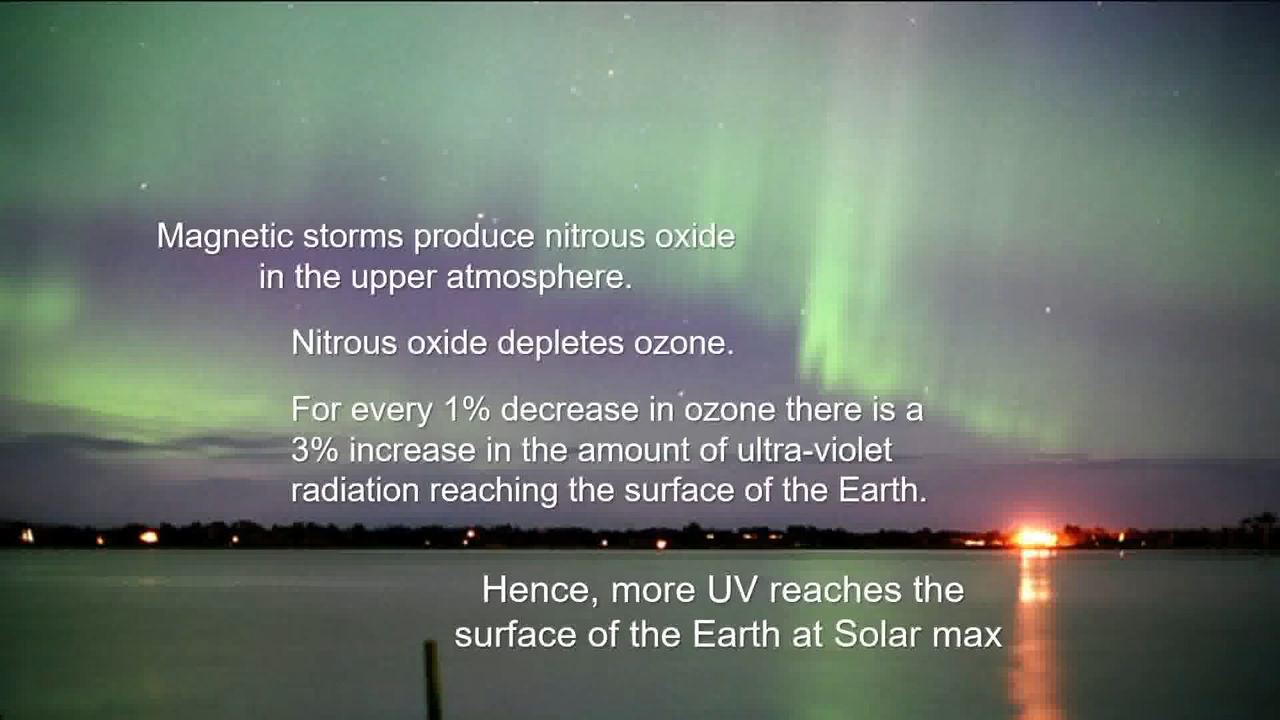 Magnetic storms produce nitrous oxide
in the upper atmosphere.
Nitrous oxide depletes ozone.
For every 1% decrease in ozone there is a
3% increase in the amount of ultra-violet
radiation reaching the surface of the Earth.
Hence, more UV reaches the
surface of the Earth at Solar max